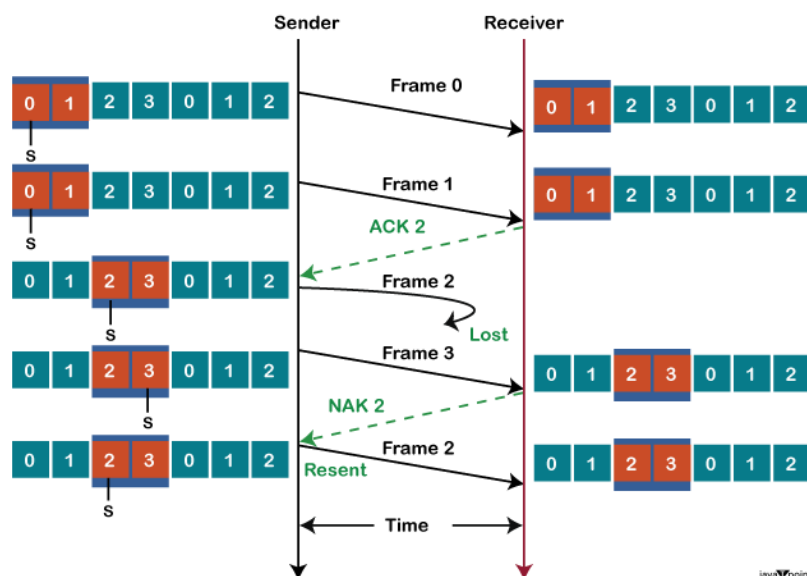 Sender Receiver
Frame 0
0 1 2 3 0 1 2
0 1 2 3 0 1 2
S
Frame 1
0 1 2 3 0 1 2
0 1 2 3 0 1 2
S
ACK 2
Frame 2
0 1 2 3 0 1 2
S
Lost
Frame 3
0 1 2 3 0 1 2
0 1 2 3 0 1 2
S
NAK 2
Frame 2
0 1 2 3 0 1 2
Resent
0 1 2 3 0 1 2
S
Time